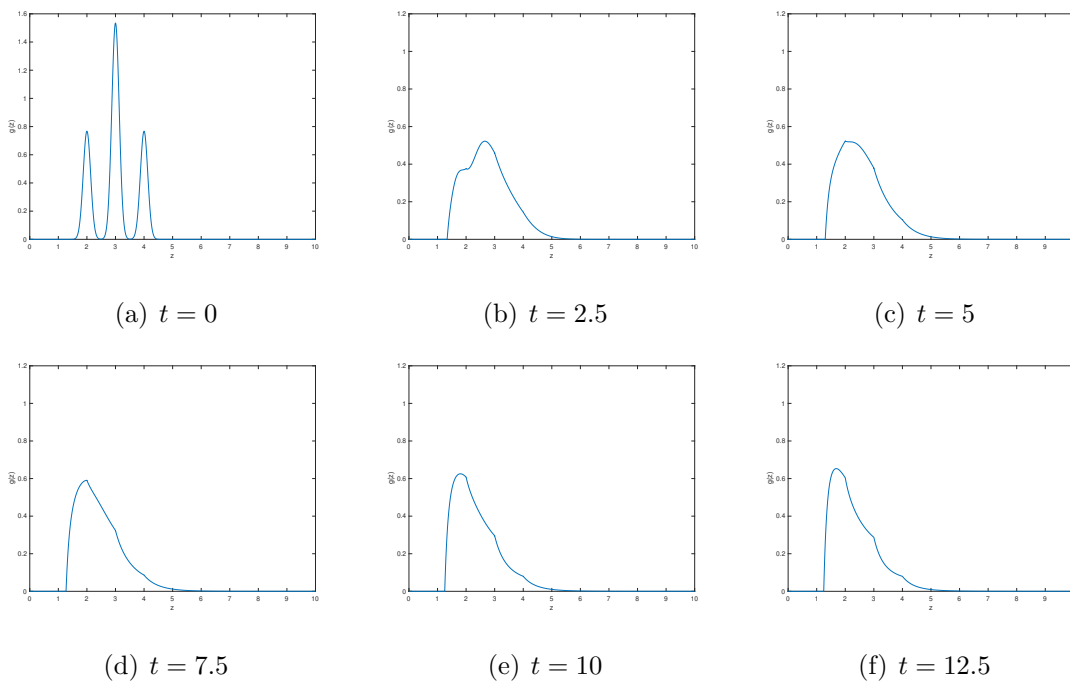 1.6
1.4
1.2
1
0.8
0.6
0.4
0.2
0
g(z)
0 1 2 3 4 5 6 7 8 9 10
z
(a) t = 0
1.2
1
0.8
0.6
0.4
0.2
0
g(z)
0 1 2 3 4 5 6 7 8 9 10
z
(b) t = 2.5
1.2
1
0.8
0.6
0.4
0.2
0
g(z)
0 1 2 3 4 5 6 7 8 9
z
(c) t = 5
1.2
1
0.8
0.6
0.4
0.2
0
g(z)
0 1 2 3 4 5 6 7 8 9 10
z
(d) t = 7.5
1.2
1
0.8
0.6
0.4
0.2
0
g(z)
0 1 2 3 4 5 6 7 8 9 10
z
(e) t = 10
1.2
1
0.8
0.6
0.4
0.2
0
g(z)
0 1 2 3 4 5 6 7 8 9
z
(f) t = 12.5